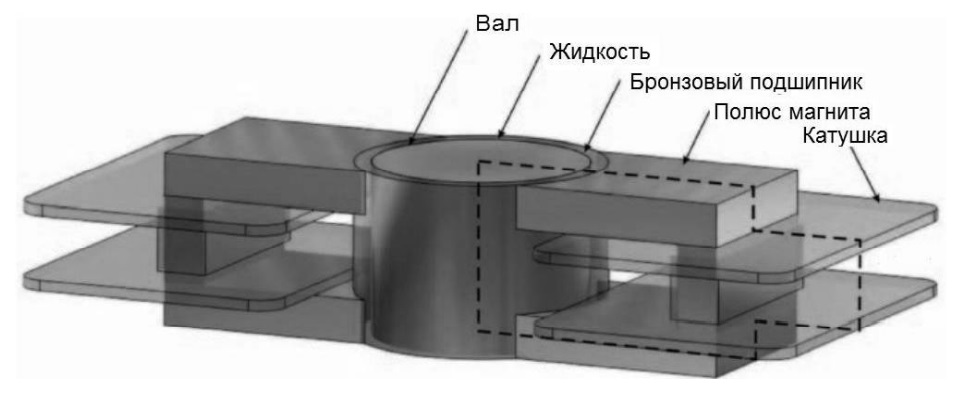 Вал
Жидкость
Бронзовый подшипник
Полюс магнита
Катушка